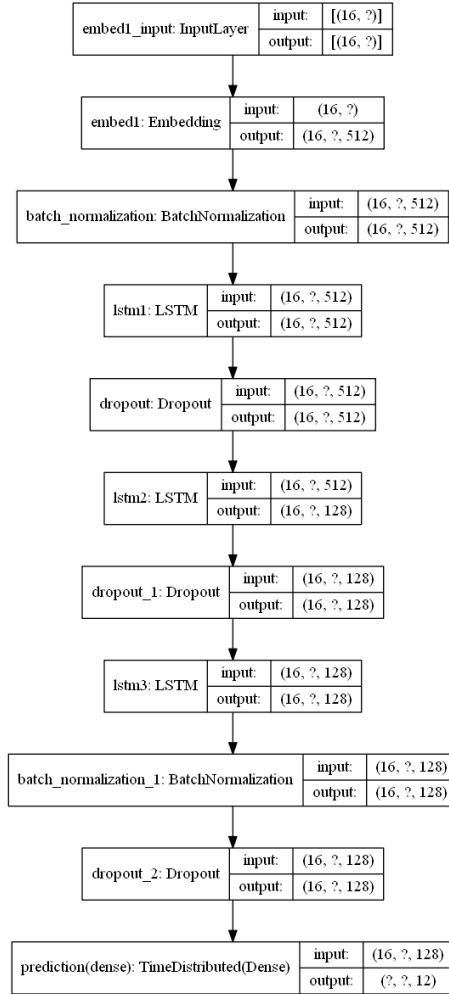 embed1_input: InputLayer
input: [(16, ?)]
output: [(16, ?)]
embed1: Embedding
input: (16, ?)
output: (16, ?, 512)
batch_normalization: BatchNormalization
input: (16, ?, 512)
output: (16, ?, 512)
lstm1: LSTM
input: (16, ?, 512)
output: (16, ?, 512)
dropout: Dropout
input: (16, ?, 512)
output: (16, ?, 512)
lstm2: LSTM
input: (16, ?, 512)
output: (16, ?, 128)
dropout_1: Dropout
input: (16, ?, 128)
output: (16, ?, 128)
lstm3: LSTM
input: (16, ?, 128)
output: (16, ?, 128)
batch_normalization_1: BatchNormalization
input: (16, ?, 128)
output: (16, ?, 128)
dropout_2: Dropout
input: (16, ?, 128)
output: (16, ?, 128)
prediction(dense): TimeDistributed(Dense)
input: (16, ?, 128)
output: (?, ?, 12)